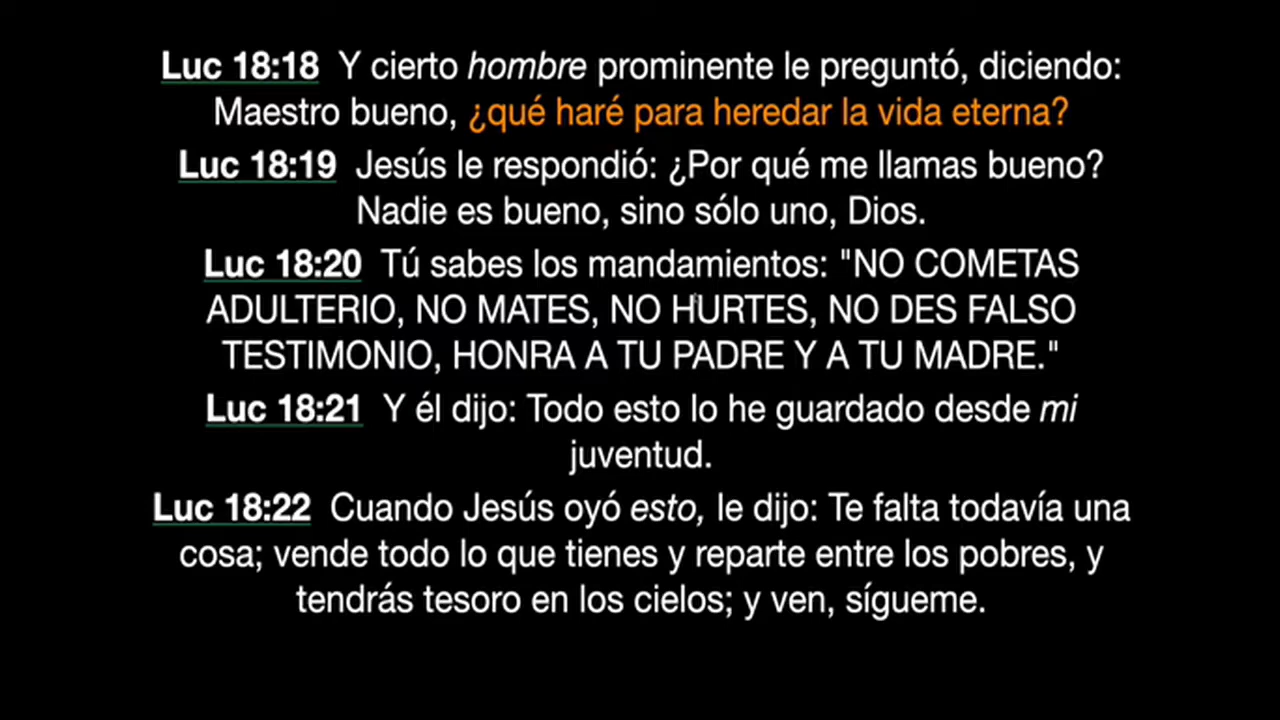 Luc 18:18 Y cierto hombre prominente le preguntó, diciendo:
Maestro bueno, ¿qué haré para heredar la vida eterna?
Luc 18:19 Jesús le respondió: ¿Por qué me llamas bueno?
Nadie es bueno, sino sólo uno, Dios.
Luc 18:20 Tú sabes los mandamientos: "NO COMETAS
ADULTERIO, NO MATES, NO HURTES, NO DES FALSO
TESTIMONIO, HONRA A TU PADRE Y A TU MADRE."
Luc 18:21 Y él dijo: Todo esto lo he guardado desde mi
juventud.
Luc 18:22 Cuando Jesús oyó esto, le dijo: Te falta todavía una
cosa; vende todo lo que tienes y reparte entre los pobres, y
tendrás tesoro en los cielos; y ven, sígueme.